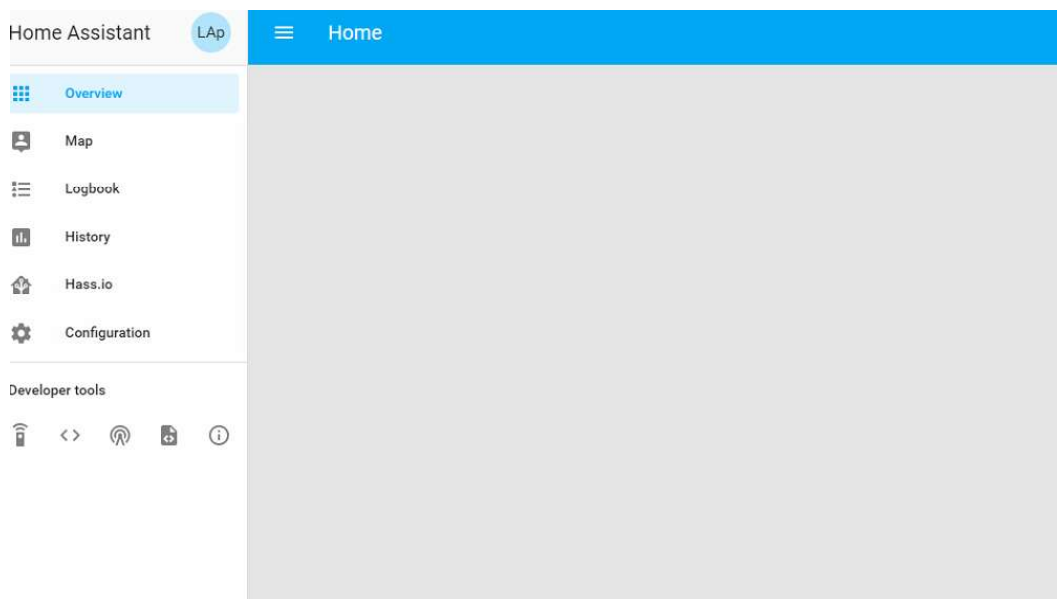 Home Assistant
LAp
Home
Overview
Map
Logbook
History
Hass.io
Configuration
Developer tools